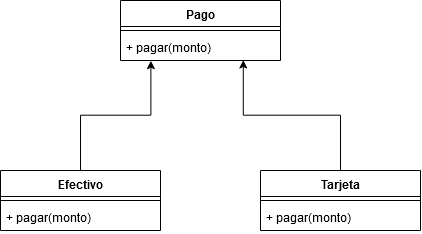 Pago
+ pagar(monto)
Efectivo
+ pagar(monto)
Tarjeta
+ pagar(monto)